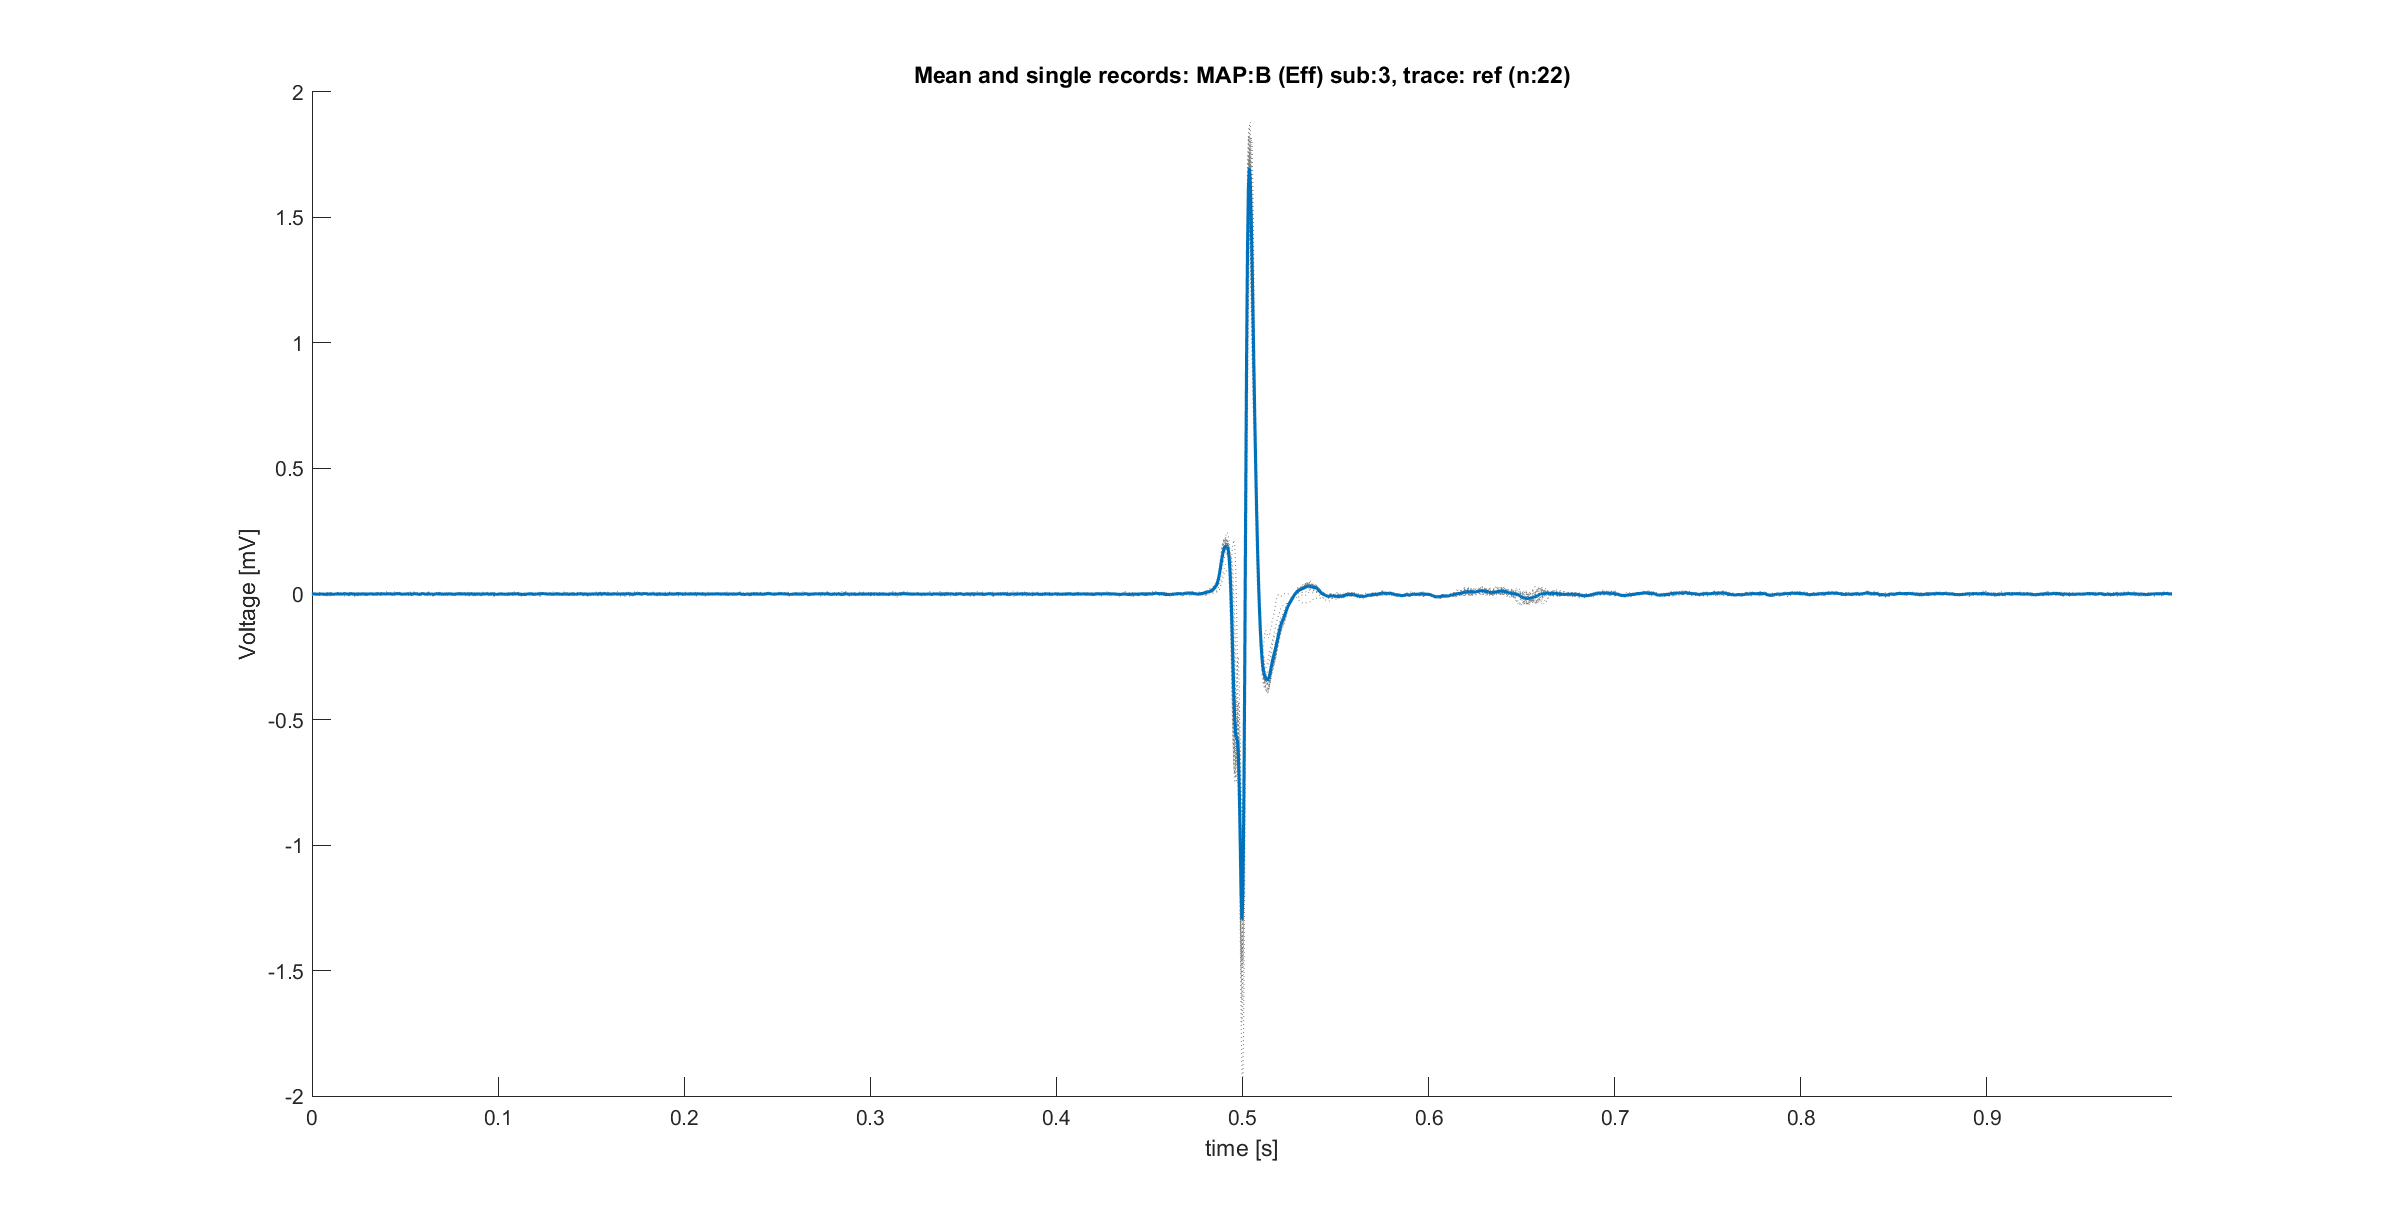 Mean and single records: MAP:B (Eff) sub:3, trace: ref (n:22)
2
1.5
1
0.5
0
-0.5
-1
-1.5
-2
Voltage [mV]
0 0.1 0.2 0.3 0.4 0.5 0.6 0.7 0.8 0.9
time [s]